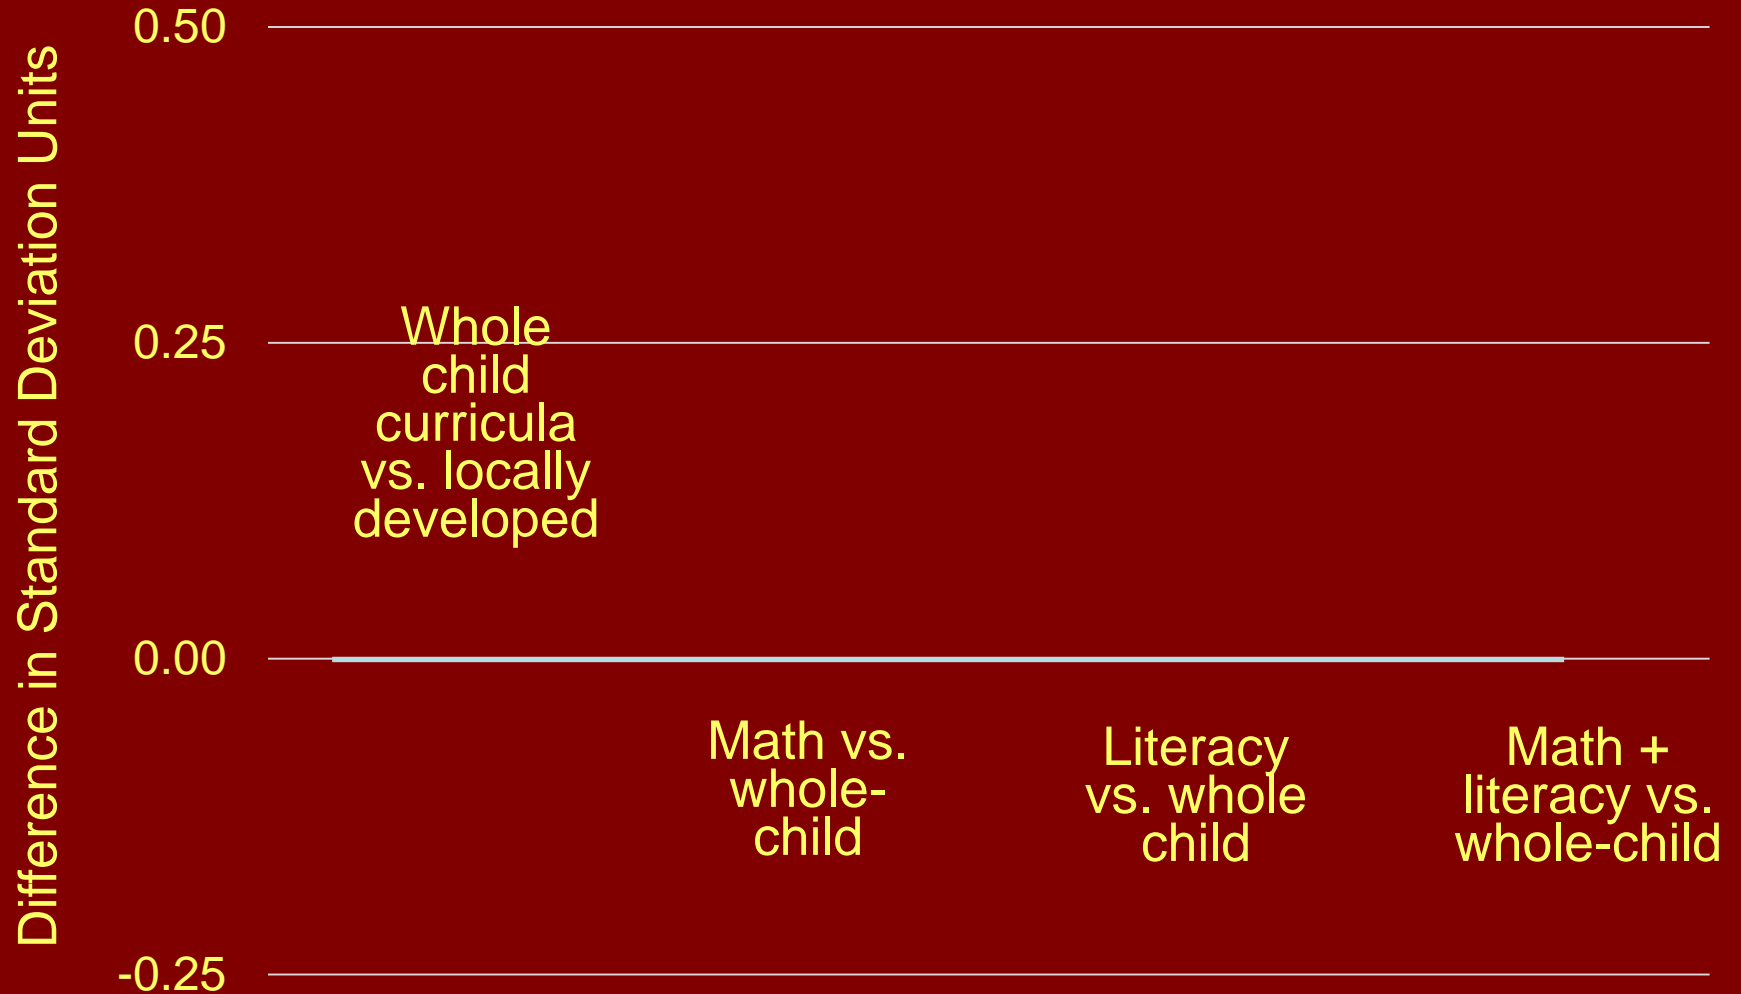 Difference in Standard Deviation Units
0.50
0.25
0.00
-0.25
Whole
child
curricula
vs. locally
developed
Math vs.
whole-
child
Literacy
vs. whole
child
Math +
literacy vs.
whole-child